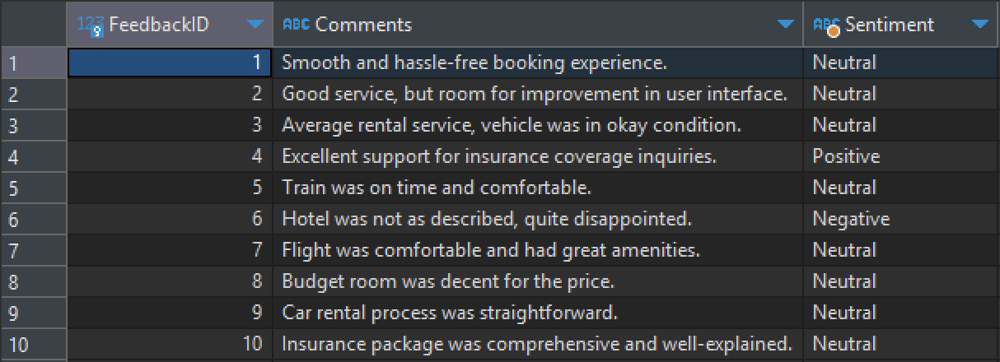 123 FeedbackID ABC Comments ABC Sentiment
1 1 Smooth and hassle-free booking experience. Neutral
2 2 Good service, but room for improvement in user interface. Neutral
3 3 Average rental service, vehicle was in okay condition. Neutral
4 4 Excellent support for insurance coverage inquiries. Positive
5 5 Train was on time and comfortable. Neutral
6 6 Hotel was not as described, quite disappointed. Negative
7 7 Flight was comfortable and had great amenities. Neutral
8 8 Budget room was decent for the price. Neutral
9 9 Car rental process was straightforward. Neutral
10 10 Insurance package was comprehensive and well-explained. Neutral